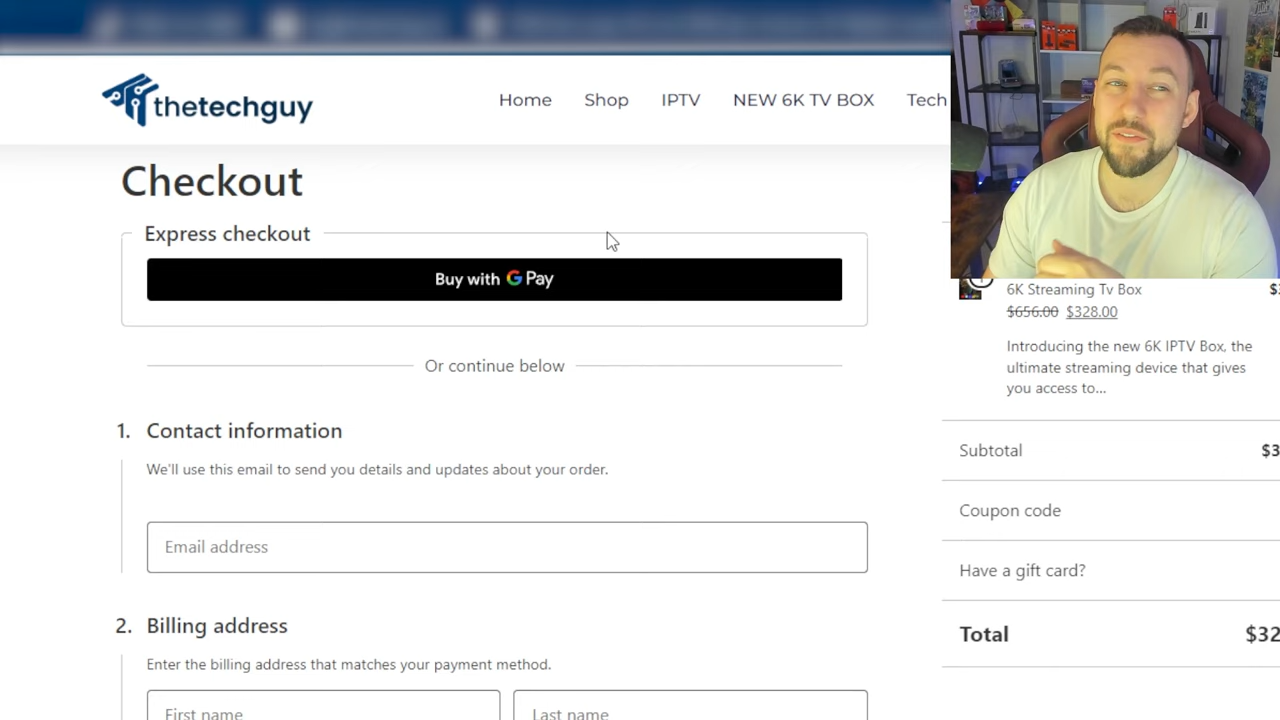 thetechguy
Home
Shop
IPTV
NEW 6K TV BOX
Tech
Checkout
Express checkout
Buy with G Pay
Or continue below
1. Contact information
We'll use this email to send you details and updates about your order.
Email address
2. Billing address
Enter the billing address that matches your payment method.
First name
Last name
6K Streaming Tv Box
$3
$656.00 $328.00
Introducing the new 6K IPTV Box, the
ultimate streaming device that gives
you access to...
Subtotal
$3
Coupon code
Have a gift card?
Total
$32